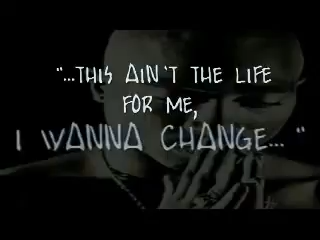 "...THIS AIN'T THE LIFE
FOR ME,
I WANNA CHANGE..."